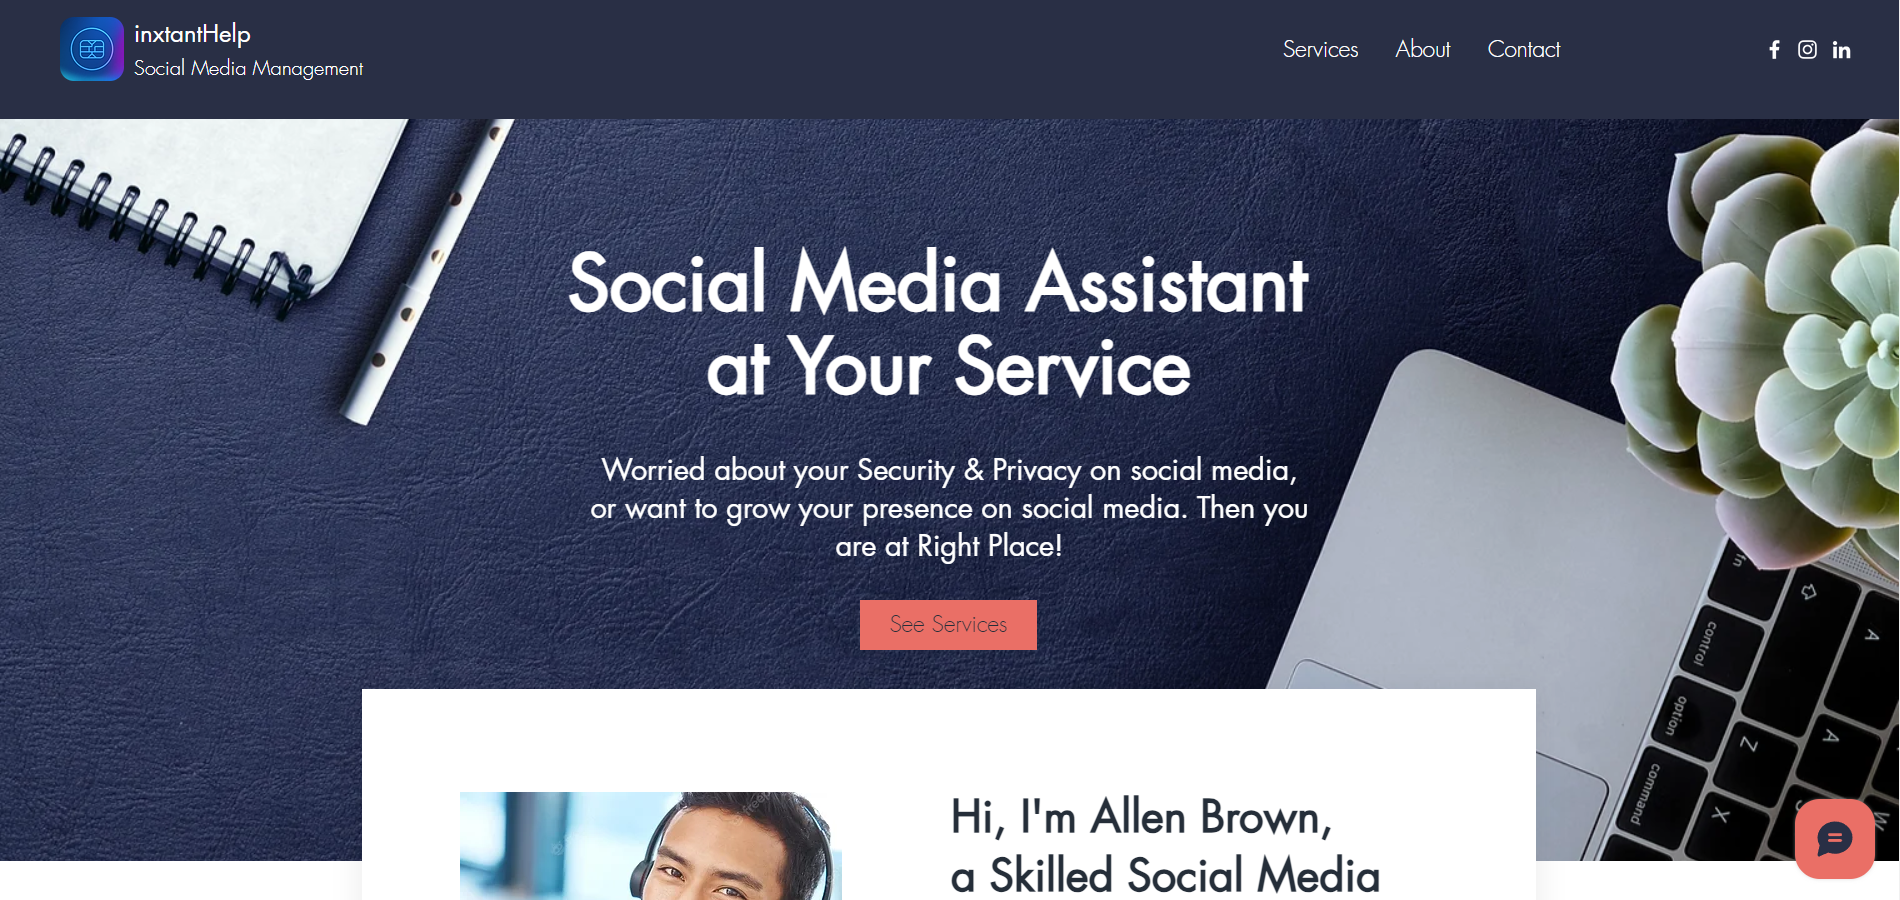 inxtantHelp
Social Media Management
Services About Contact
Social Media Assistant
at Your Service
Worried about your Security & Privacy on social media,
or want to grow your presence on social media. Then you
are at Right Place!
See Services
Hi, I'm Allen Brown,
a Skilled Social Media
fn
control
option
command
A
Z
A
X
W